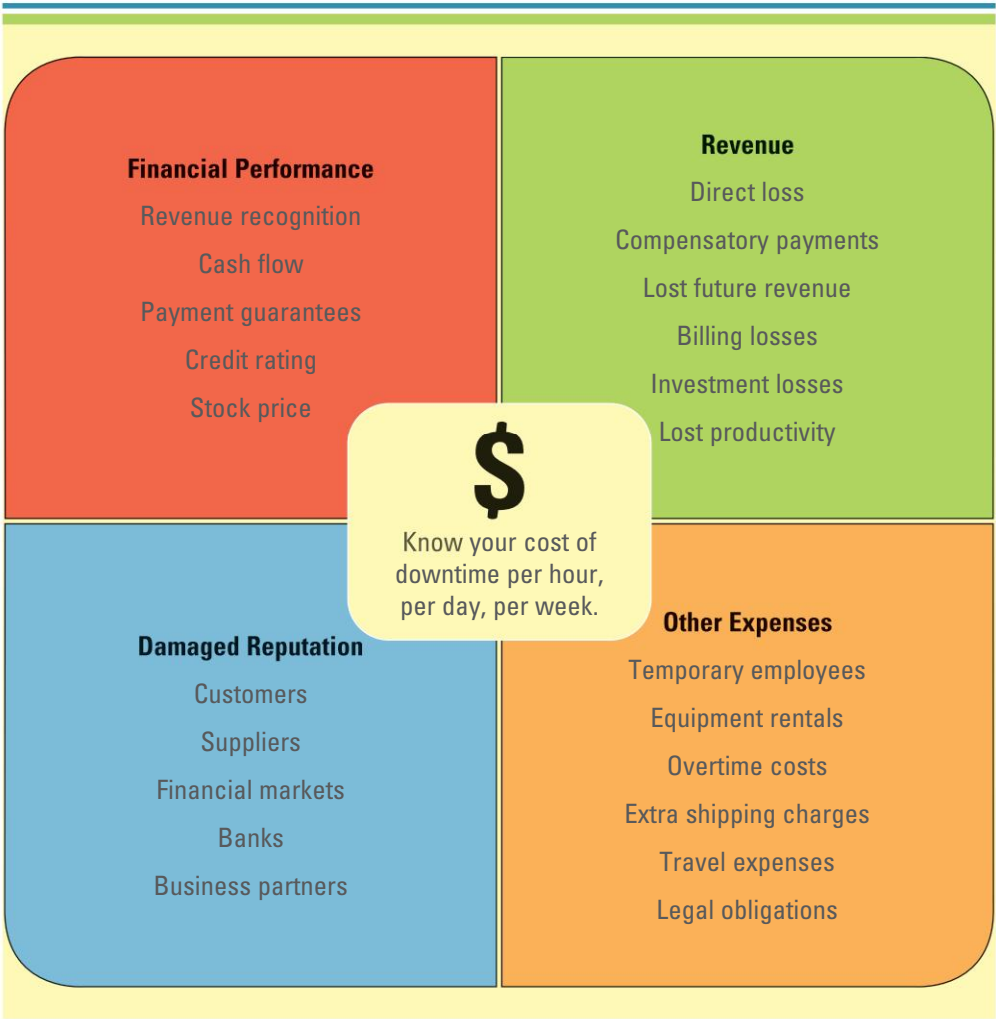 Financial Performance
Revenue recognition
Cash flow
Payment guarantees
Credit rating
Stock price
Revenue
Direct loss
Compensatory payments
Lost future revenue
Billing losses
Investment losses
Lost productivity
$
Know your cost of
downtime per hour,
per day, per week.
Damaged Reputation
Customers
Suppliers
Financial markets
Banks
Business partners
Other Expenses
Temporary employees
Equipment rentals
Overtime costs
Extra shipping charges
Travel expenses
Legal obligations